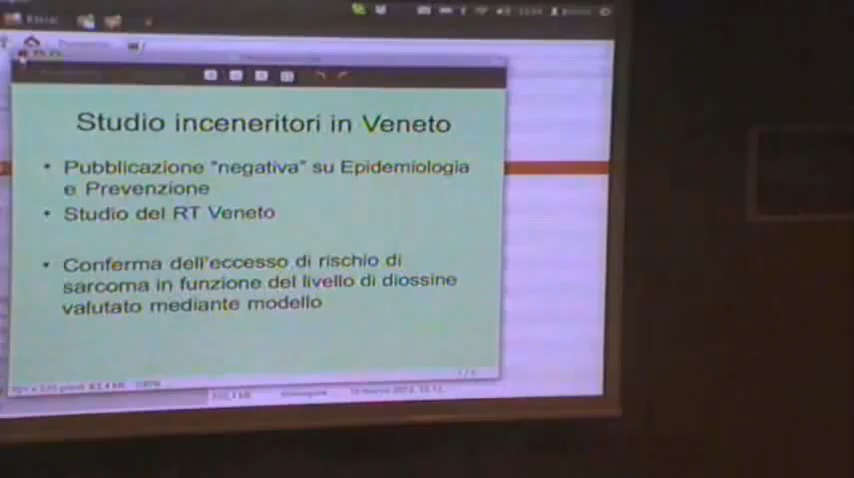 Studio inceneritori in Veneto
• Pubblicazione "negativa" su Epidemiologia
e Prevenzione
• Studio del RT Veneto
• Conferma dell'eccesso di rischio di
sarcoma in funzione del livello di diossine
valutato mediante modello